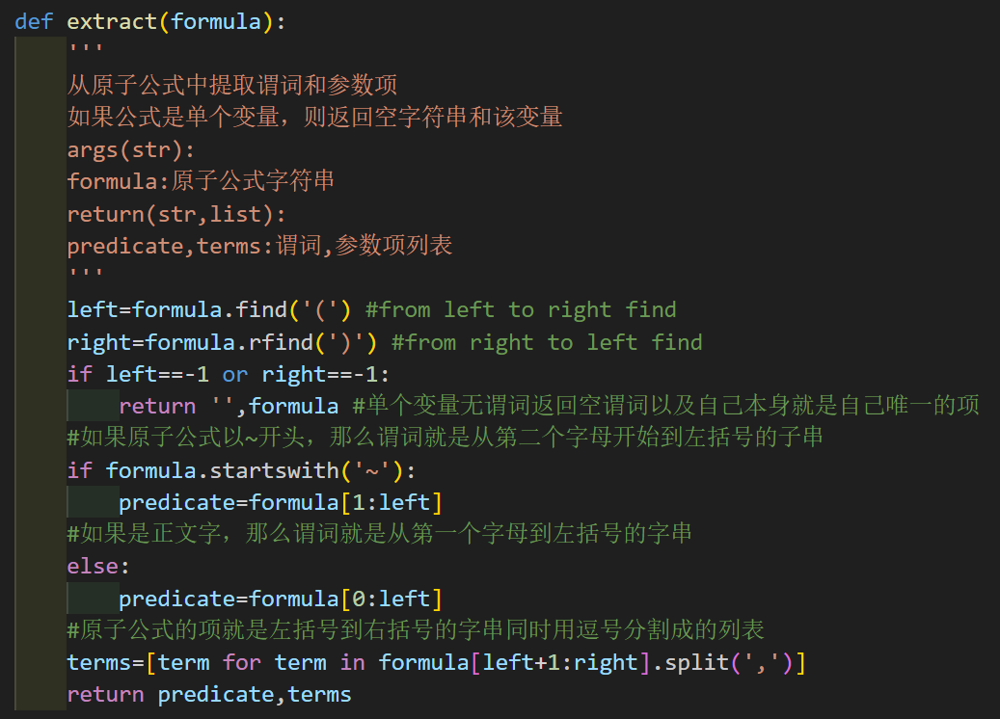 def extract(formula):
'''
从原子公式中提取谓词和参数项
如果公式是单个变量，则返回空字符串和该变量
args(str):
formula:原子公式字符串
return(str,list):
predicate,terms:谓词,参数项列表
'''
left=formula.find('(') #from left to right find
right=formula.rfind(')') #from right to left find
if left==-1 or right==-1:
return '',formula #单个变量无谓词返回空谓词以及自己本身就是自己唯一的项
#如果原子公式以~开头，那么谓词就是从第二个字母开始到左括号的子串
if formula.startswith('~'):
predicate=formula[1:left]
#如果是正文字，那么谓词就是从第一个字母到左括号的字串
else:
predicate=formula[0:left]
#原子公式的项就是左括号到右括号的字串同时用逗号分割成的列表
terms=[term for term in formula[left+1:right].split(',')]
return predicate,terms